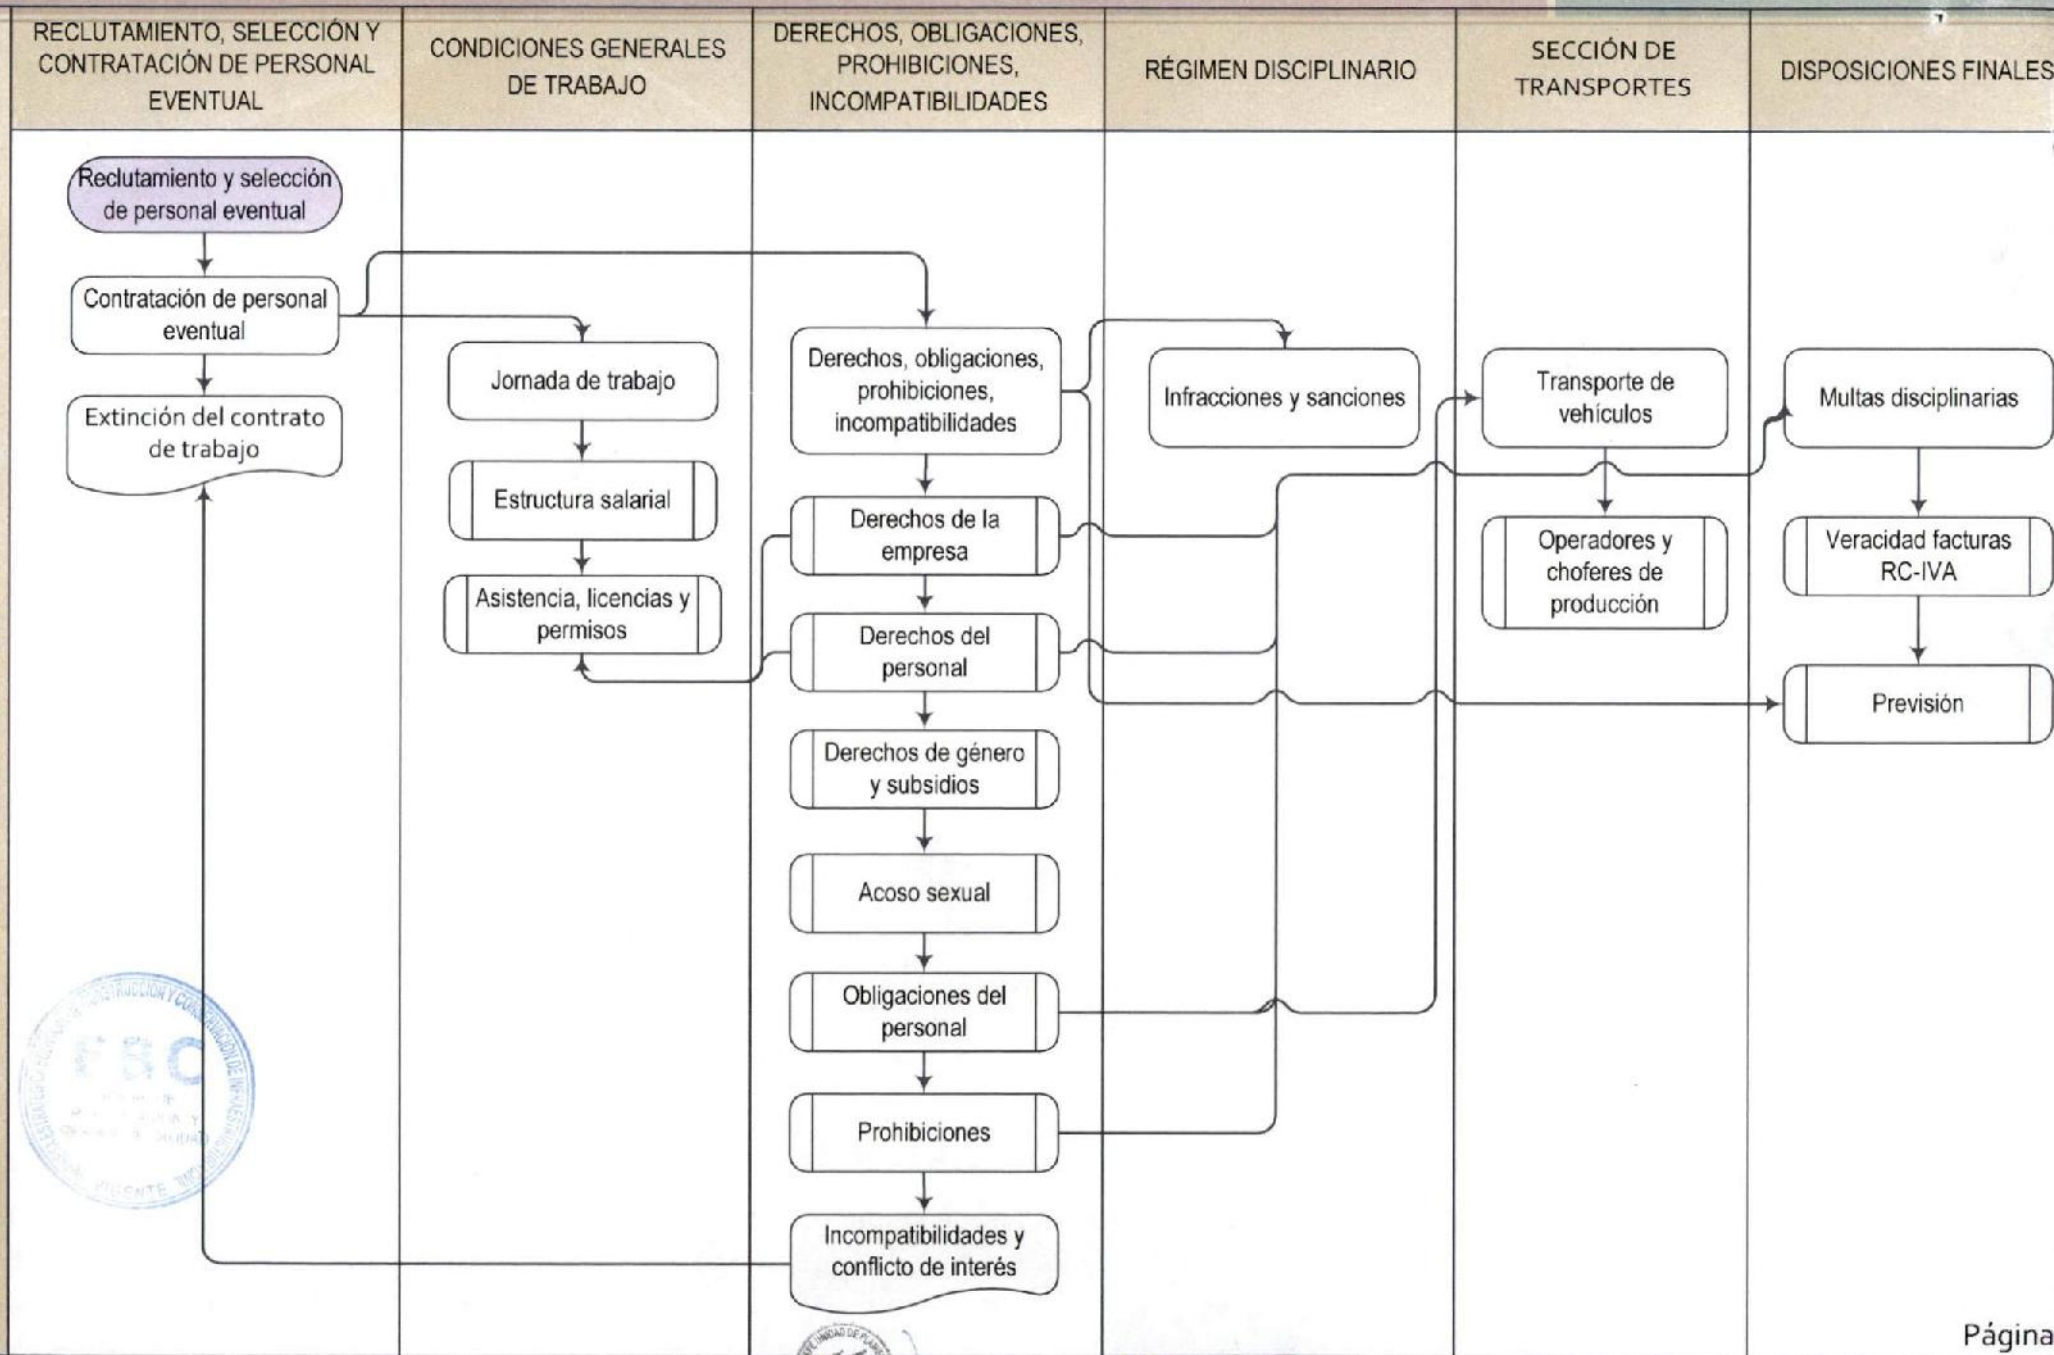 RECLUTAMIENTO, SELECCIÓN Y
CONTRATACIÓN DE PERSONAL
EVENTUAL
CONDICIONES GENERALES
DE TRABAJO
DERECHOS, OBLIGACIONES,
PROHIBICIONES,
INCOMPATIBILIDADES
RÉGIMEN DISCIPLINARIO
SECCIÓN DE
TRANSPORTES
DISPOSICIONES FINALES
Reclutamiento y selección
de personal eventual
Contratación de personal
eventual
Extinción del contrato
de trabajo
Jornada de trabajo
Estructura salarial
Asistencia, licencias y
permisos
Derechos, obligaciones,
prohibiciones,
incompatibilidades
Derechos de la
empresa
Derechos del
personal
Derechos de género
y subsidios
Acoso sexual
Obligaciones del
personal
Prohibiciones
Incompatibilidades y
conflicto de interés
Infracciones y sanciones
Transporte de
vehículos
Operadores y
choferes de
producción
Multas disciplinarias
Veracidad facturas
RC-IVA
Previsión
Página